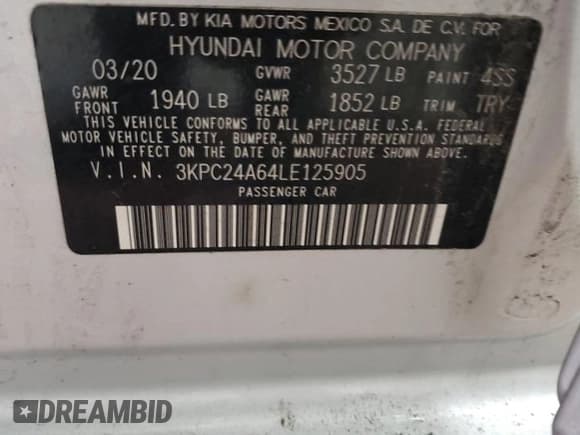 MFD. BY KIA MOTORS MEXICO S.A. DE C.V. FOR
HYUNDAI MOTOR COMPANY
03/20 GVWR 3527 LB PAINT 4SS
GAWR FRONT 1940 LB GAWR REAR 1852 LB TRIM TRY
THIS VEHICLE CONFORMS TO ALL APPLICABLE U.S.A. FEDERAL
MOTOR VEHICLE SAFETY, BUMPER, AND THEFT PREVENTION STANDARDS
IN EFFECT ON THE DATE OF MANUFACTURE SHOWN ABOVE.
V.I.N. 3KPC24A64LE125905
PASSENGER CAR
DREAMBID